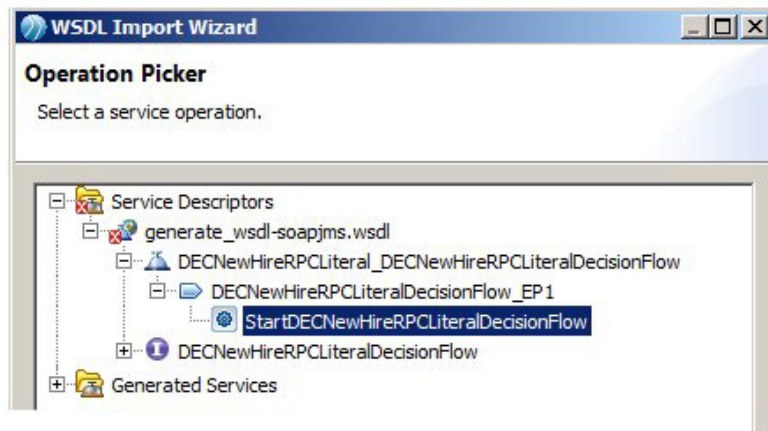 WSDL Import Wizard
Operation Picker
Select a service operation.
Service Descriptors
generate_wsdl-soapjms.wsdl
DECNewHireRPCLiteral_DECNewHireRPCLiteralDecisionFlow
DECNewHireRPCLiteralDecisionFlow_EP1
StartDECNewHireRPCLiteralDecisionFlow
DECNewHireRPCLiteralDecisionFlow
Generated Services